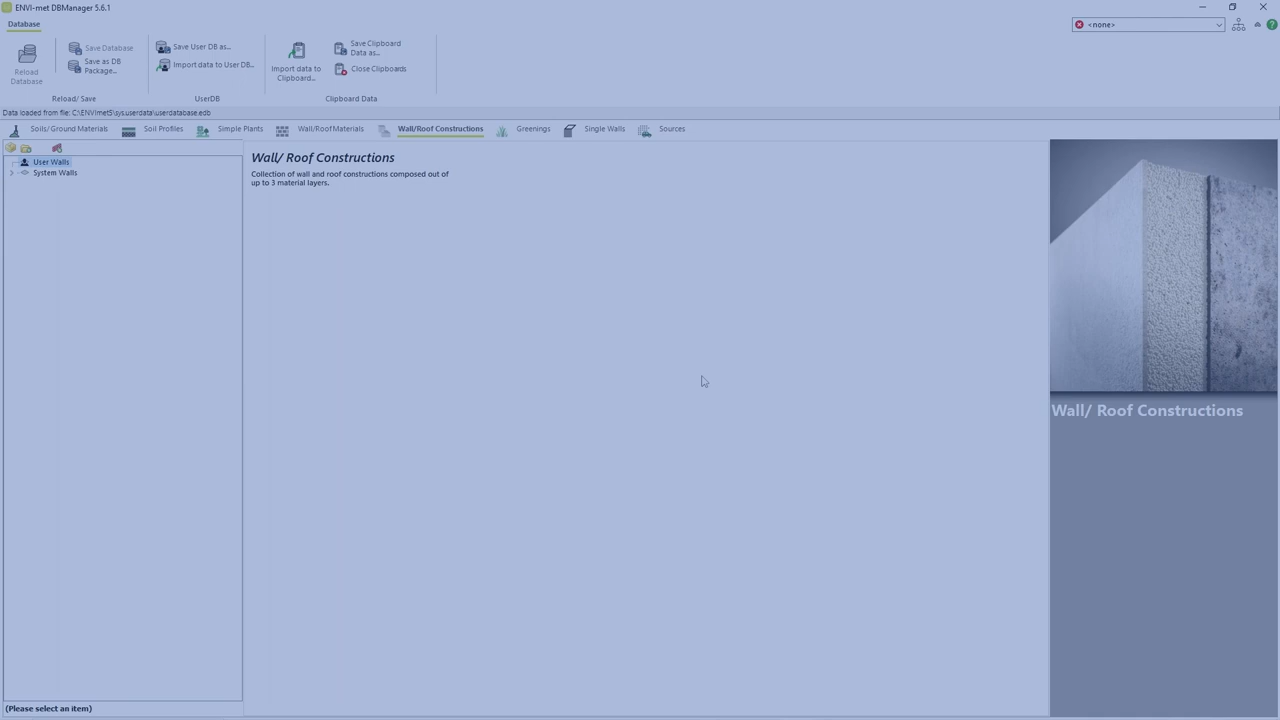 ENVI-met DBManager 5.6.1
Database
<none>
Reload
Database
Save Database
Save as DB
Package...
Reload/ Save
Save User DB as...
Import data to User DB..
UserDB
Import data to
Clipboard...
Save Clipboard
Data as...
Close Clipboards
Clipboard Data
Data loaded from file: C:\ENVImet5\sys.userdata\userdatabase.edb
Soils/ Ground Materials
Soil Profiles
Simple Plants
Wall/Roof Materials
Wall/Roof Constructions
Greenings
Single Walls
Sources
User Walls
System Walls
Wall/ Roof Constructions
Collection of wall and roof constructions composed out of
up to 3 material layers.
Wall/ Roof Constructions
(Please select an item)